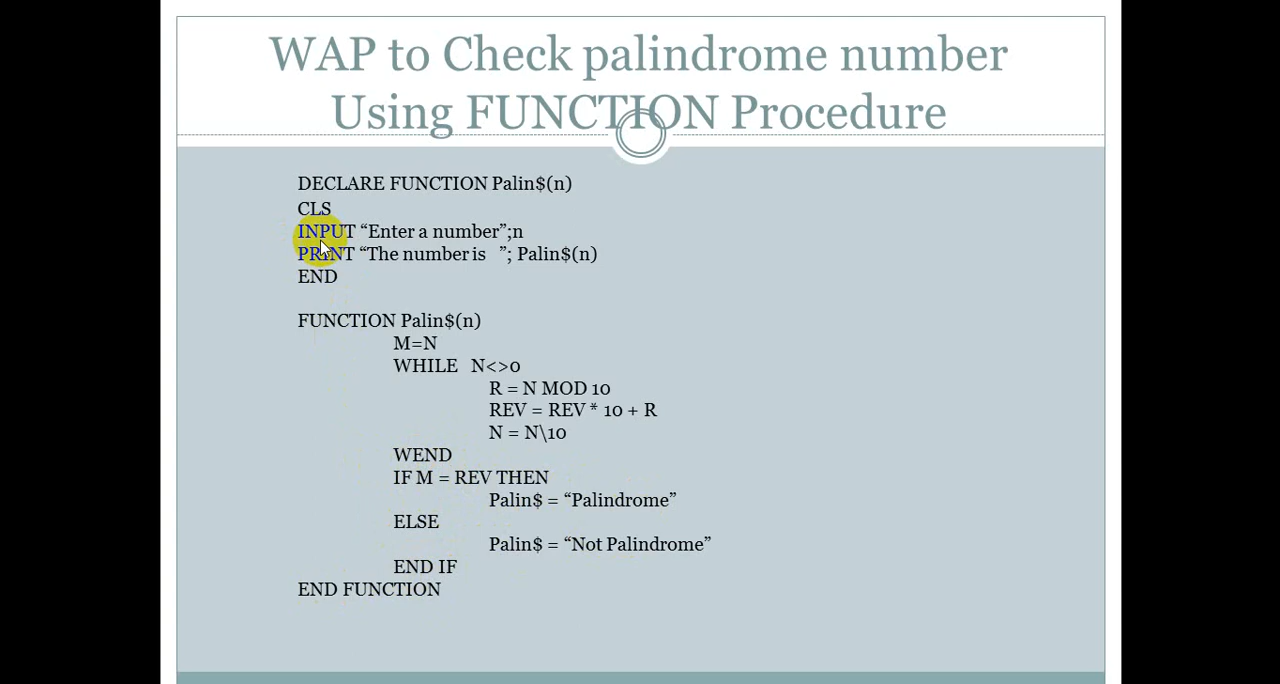 WAP to Check palindrome number
Using FUNCTION Procedure
DECLARE FUNCTION Palin$(n)
CLS
INPUT “Enter a number”;n
PRINT “The number is   ”; Palin$(n)
END
FUNCTION Palin$(n)
M=N
WHILE   N<>0
R = N MOD 10
REV = REV * 10 + R
N = N\10
WEND
IF M = REV THEN
Palin$ = “Palindrome”
ELSE
Palin$ = “Not Palindrome”
END IF
END FUNCTION